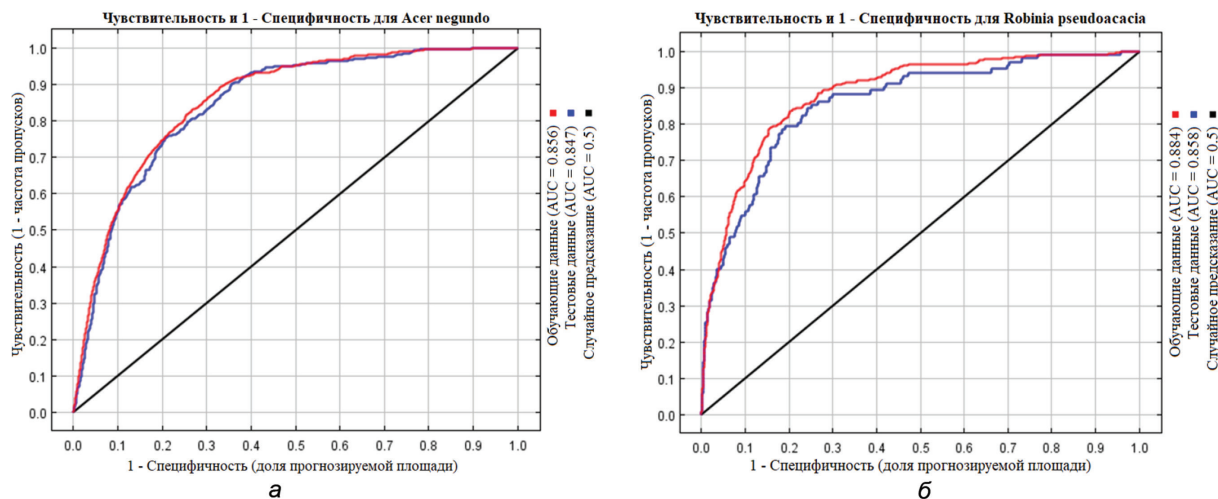 Чувствительность и 1 - Специфичность для Acer negundo
Чувствительность (1 - частота пропусков)
1.0
0.9
0.8
0.7
0.6
0.5
0.4
0.3
0.2
0.1
0.0
0.0 0.1 0.2 0.3 0.4 0.5 0.6 0.7 0.8 0.9 1.0
1 - Специфичность (доля прогнозируемой площади)
Обучающие данные (AUC = 0.856)
Тестовые данные (AUC = 0.847)
Случайное предсказание (AUC = 0.5)
а
Чувствительность и 1 - Специфичность для Robinia pseudoacacia
Чувствительность (1 - частота пропусков)
1.0
0.9
0.8
0.7
0.6
0.5
0.4
0.3
0.2
0.1
0.0
0.0 0.1 0.2 0.3 0.4 0.5 0.6 0.7 0.8 0.9 1.0
1 - Специфичность (доля прогнозируемой площади)
Обучающие данные (AUC = 0.884)
Тестовые данные (AUC = 0.858)
Случайное предсказание (AUC = 0.5)
б